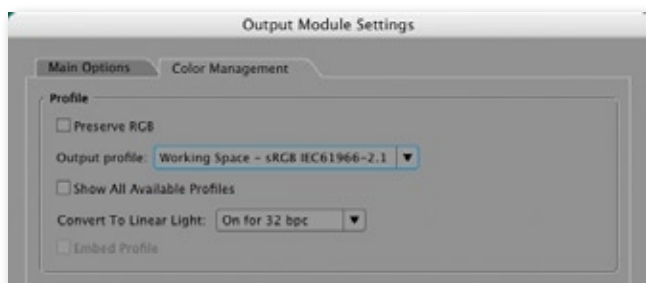 Output Module Settings
Main Options Color Management
Profile
Preserve RGB
Output profile: Working Space - sRGB IEC61966-2.1
Show All Available Profiles
Convert To Linear Light: On for 32 bpc
Embed Profile